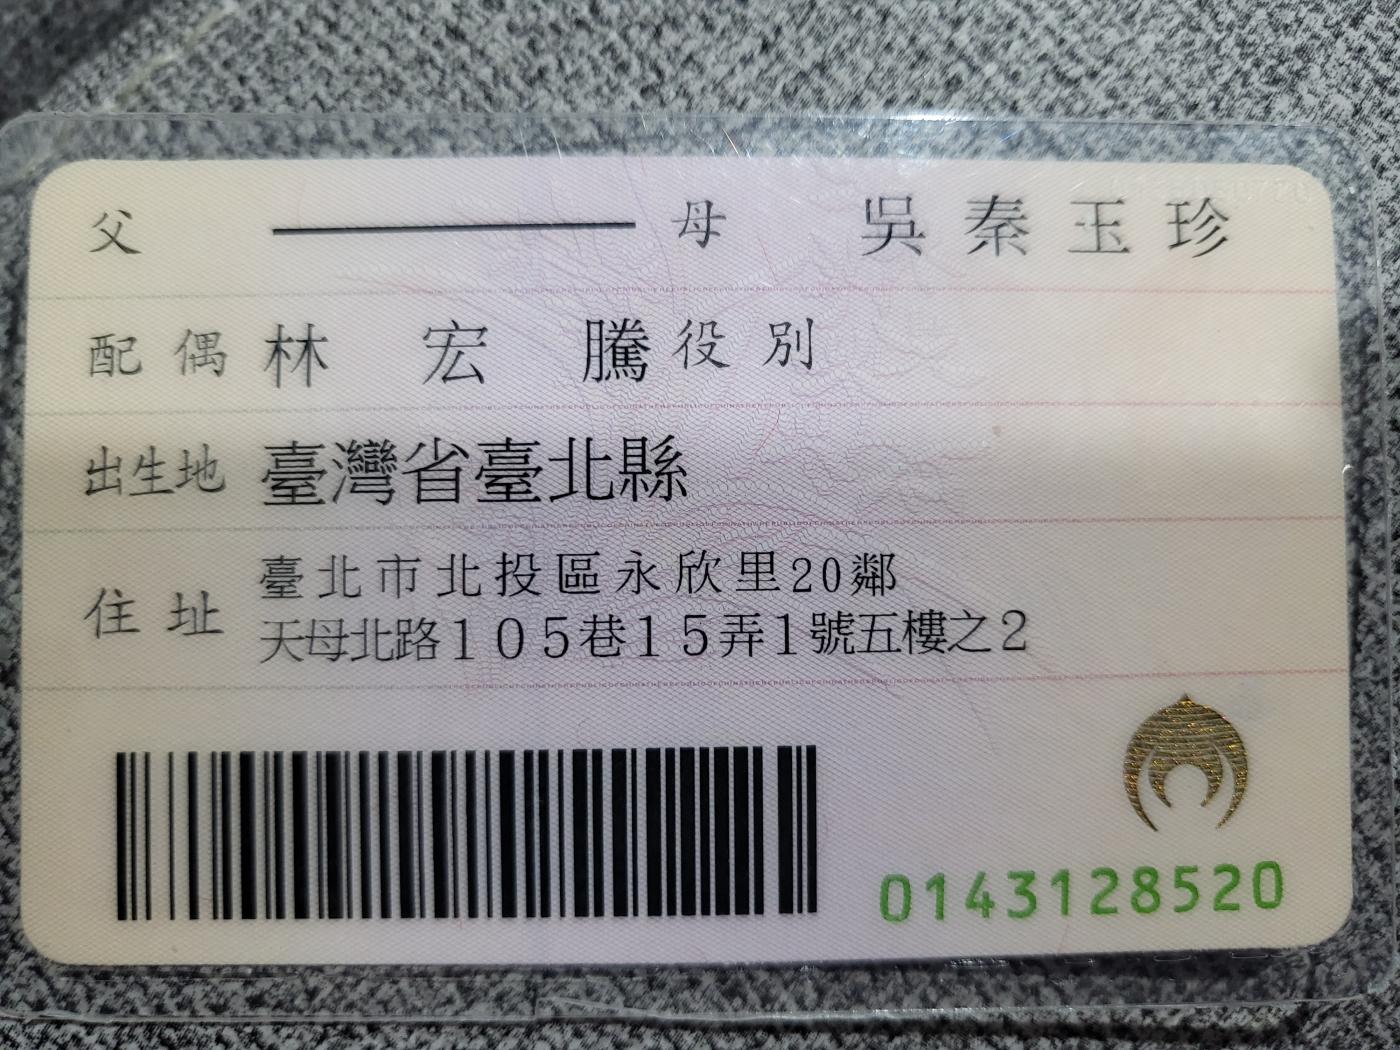 父 母 吳秦玉珍
配偶 林宏騰 役別
出生地 臺灣省臺北縣
住址 臺北市北投區永欣里20鄰
天母北路105巷15弄1號五樓之2
0143128520